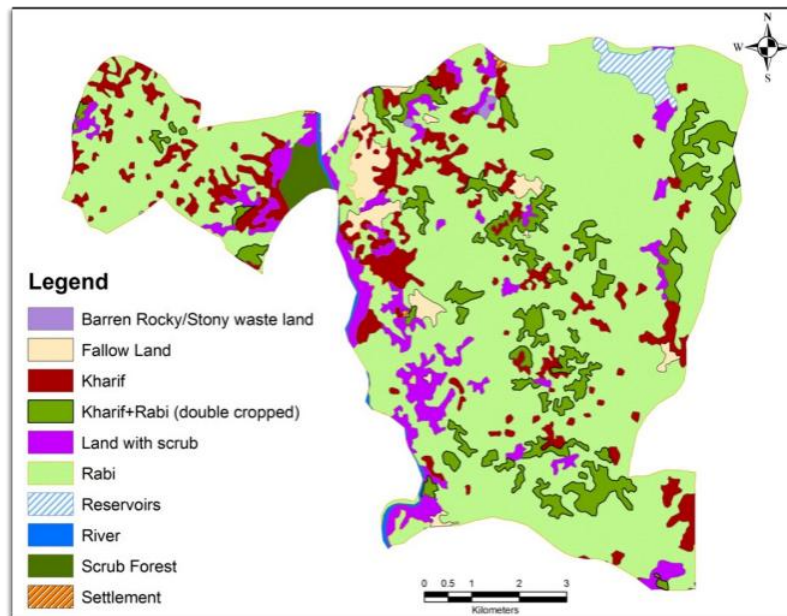 N
W E
S
Legend
Barren Rocky/Stony waste land
Fallow Land
Kharif
Kharif+Rabi (double cropped)
Land with scrub
Rabi
Reservoirs
River
Scrub Forest
Settlement
0 0.5 1 2 3
Kilometers